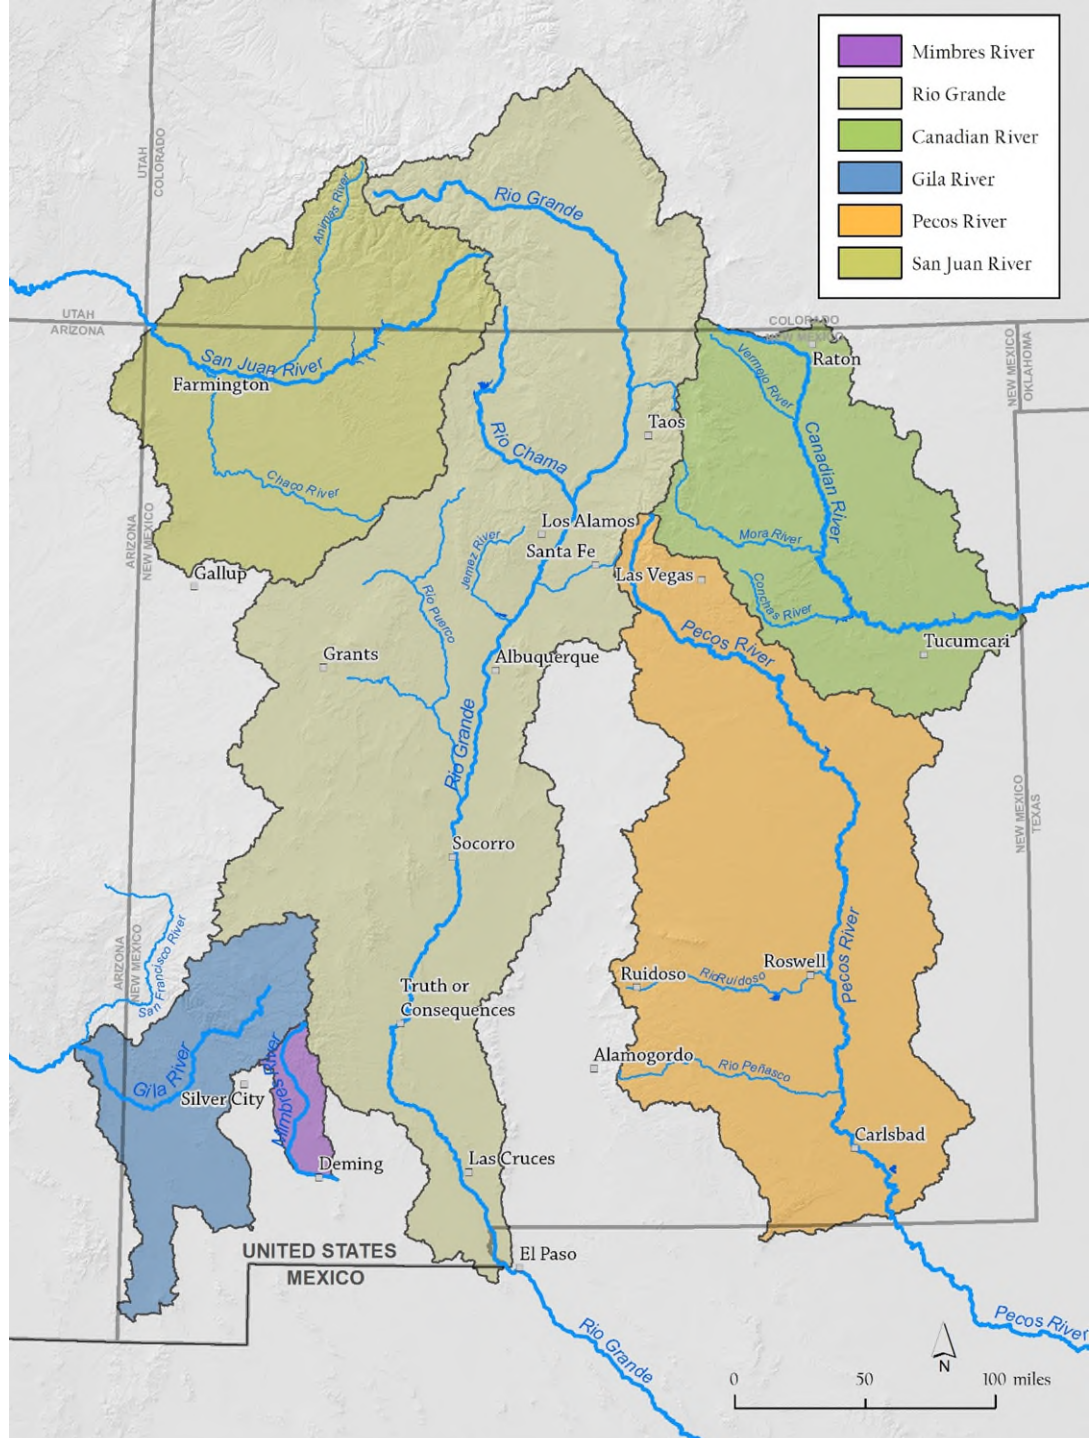 Mimbres River
Rio Grande
Canadian River
Gila River
Pecos River
San Juan River
UTAH
COLORADO
Animas River
Rio Grande
UTAH
ARIZONA
COLORADO
NEW MEXICO
NEW MEXICO
OKLAHOMA
San Juan River
Farmington
Vermejo River
Raton
Taos
Rio Chama
Canadian River
Chaco River
ARIZONA
NEW MEXICO
Los Alamos
Jemez River
Santa Fe
Mora River
Gallup
Las Vegas
Conchas River
Rio Puerco
Pecos River
Tucumcari
Grants
Albuquerque
Rio Grande
NEW MEXICO
TEXAS
Socorro
San Francisco River
ARIZONA
NEW MEXICO
Truth or
Consequences
Ruidoso
Rio Ruidoso
Roswell
Pecos River
Gila River
Mimbres River
Silver City
Alamogordo
Rio Peñasco
Carlsbad
Deming
Las Cruces
UNITED STATES
MEXICO
El Paso
Rio Grande
Pecos River
N
0 50 100 miles